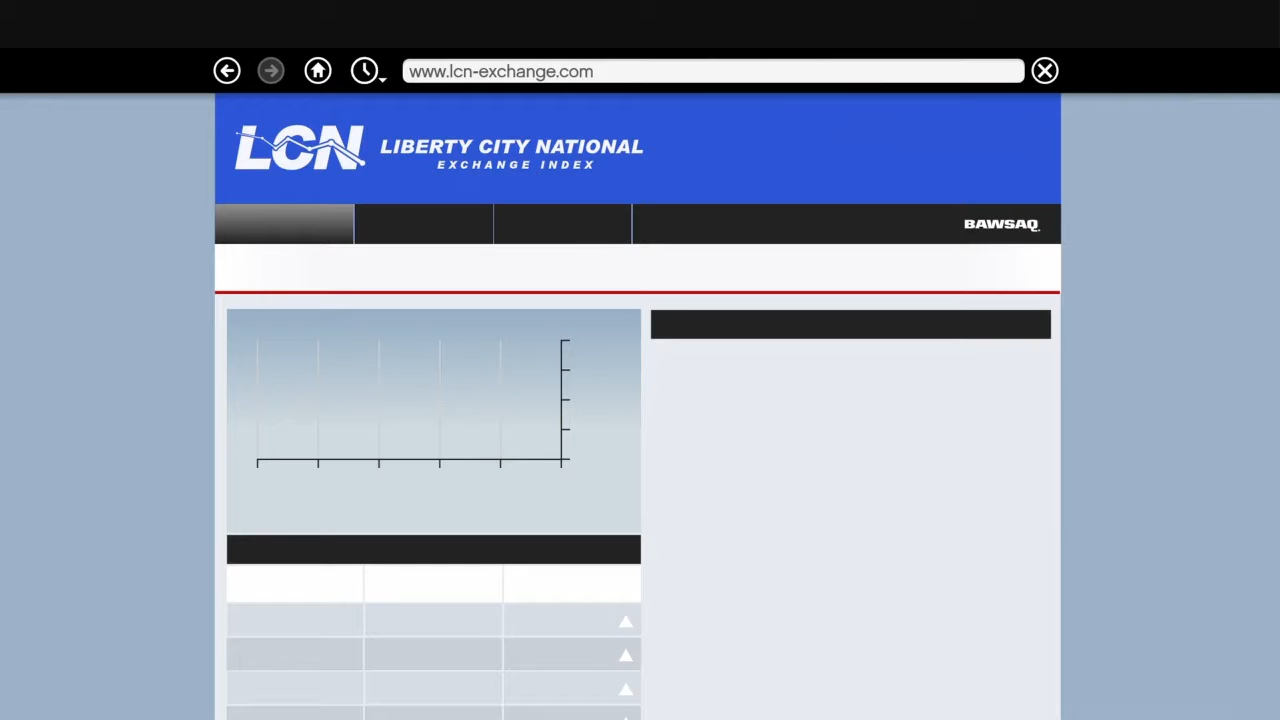 www.lcn-exchange.com
LCN
LIBERTY CITY NATIONAL
EXCHANGE INDEX
BAWSAQ